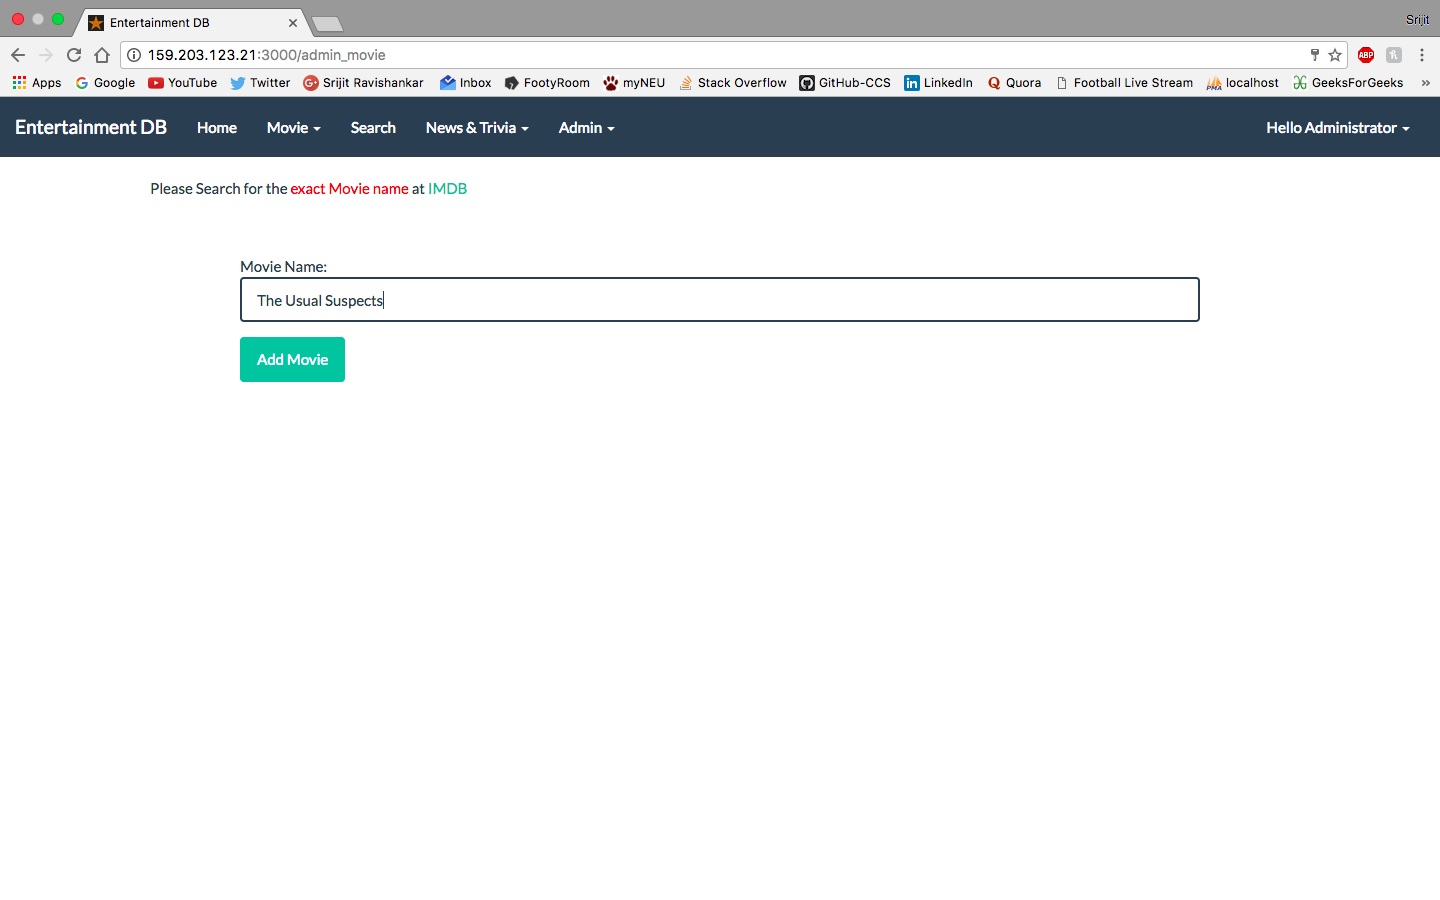 Entertainment DB
Srijit
159.203.123.21:3000/admin_movie
ABP
Apps Google YouTube Twitter Srijit Ravishankar Inbox FootyRoom myNEU Stack Overflow GitHub-CCS LinkedIn Quora Football Live Stream PMA localhost GeeksForGeeks »
Entertainment DB Home Movie Search News & Trivia Admin Hello Administrator
Please Search for the exact Movie name at IMDB
Movie Name:
The Usual Suspects
Add Movie